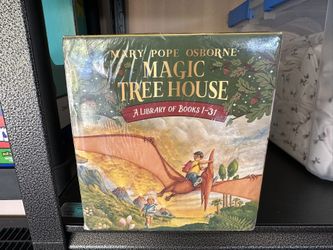 MARY POPE OSBORNE
MAGIC
TREE HOUSE
A LIBRARY OF BOOKS 1-31